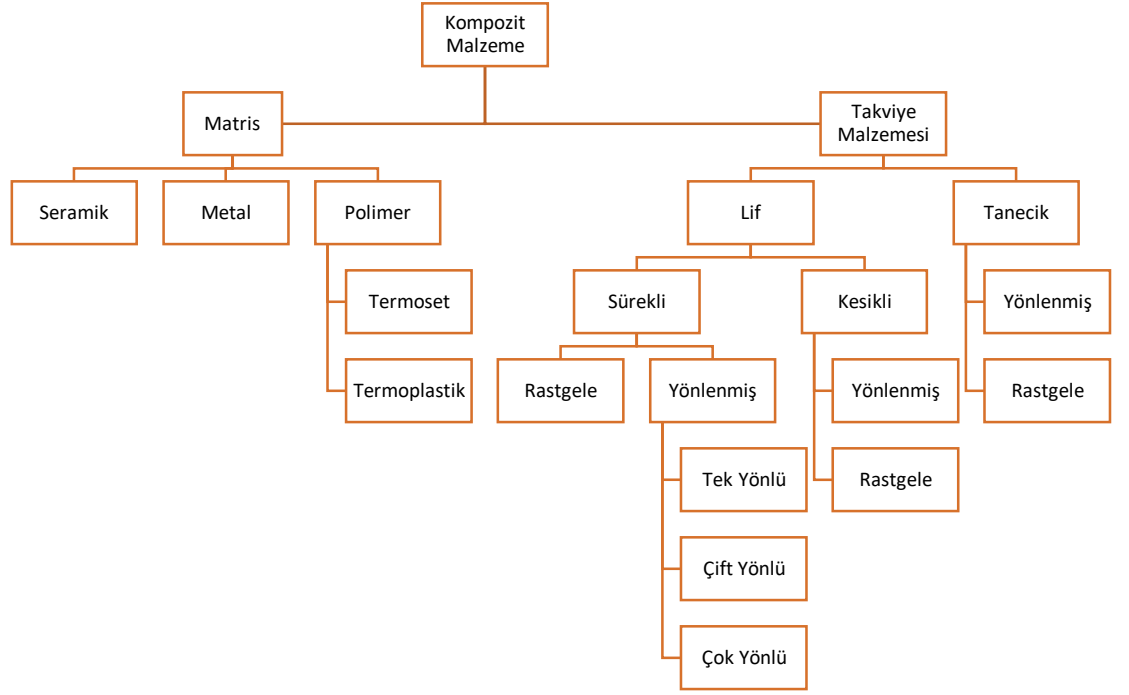 Kompozit
Malzeme
Matris
Takviye
Malzemesi
Seramik
Metal
Polimer
Lif
Tanecik
Termoset
Sürekli
Kesikli
Yönlenmiş
Termoplastik
Rastgele
Yönlenmiş
Yönlenmiş
Rastgele
Tek Yönlü
Rastgele
Çift Yönlü
Çok Yönlü